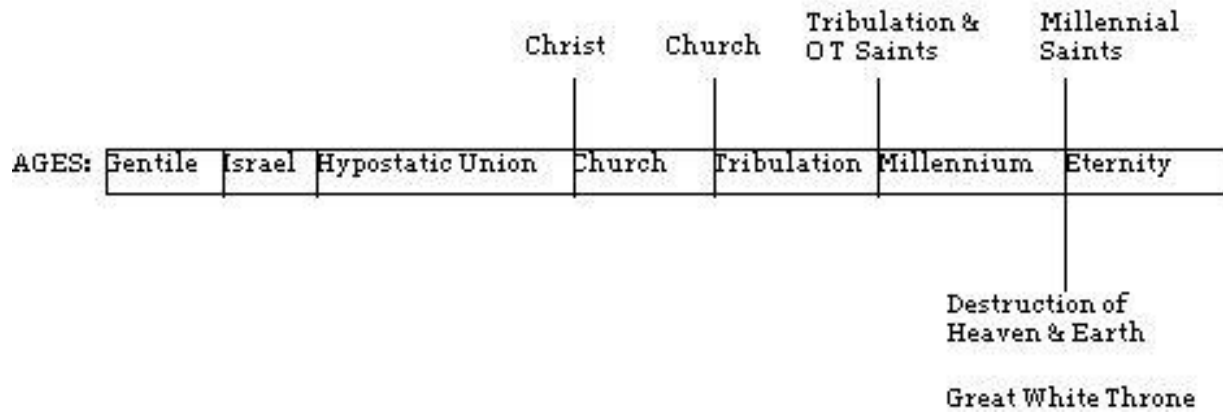 Tribulation & Millennial
Christ Church O T Saints Saints
AGES: Gentile Israel Hypostatic Union Church Tribulation Millennium Eternity
Destruction of
Heaven & Earth
Great White Throne